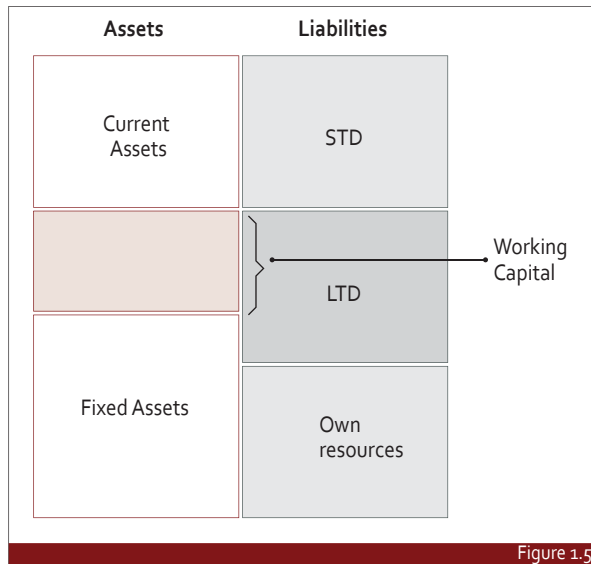 Assets
Liabilities
Current
Assets
STD
Working
Capital
LTD
Fixed Assets
Own
resources
Figure 1.5